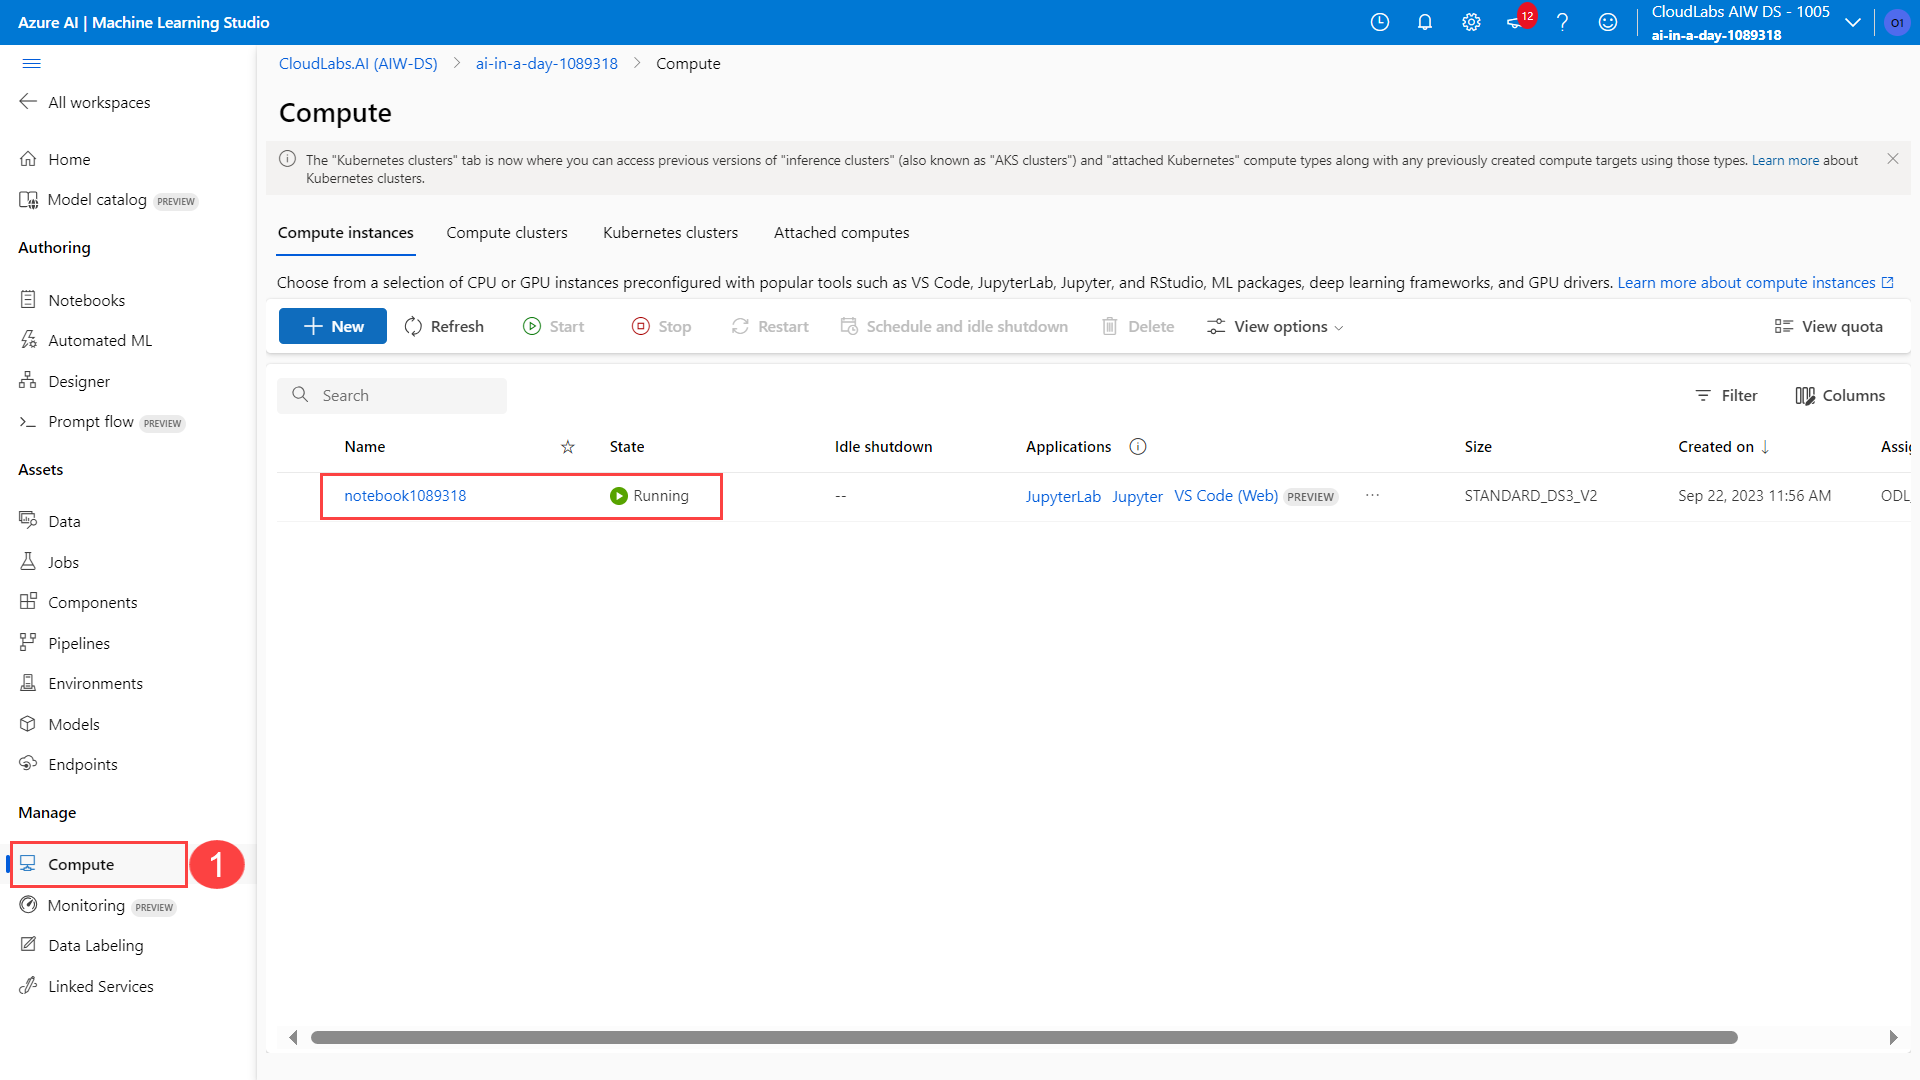 Azure AI | Machine Learning Studio
12
CloudLabs AIW DS - 1005
ai-in-a-day-1089318
O1
All workspaces
Home
Model catalog PREVIEW
Authoring
Notebooks
Automated ML
Designer
Prompt flow PREVIEW
Assets
Data
Jobs
Components
Pipelines
Environments
Models
Endpoints
Manage
Compute
1
Monitoring PREVIEW
Data Labeling
Linked Services
CloudLabs.AI (AIW-DS) > ai-in-a-day-1089318 > Compute
Compute
The "Kubernetes clusters" tab is now where you can access previous versions of "inference clusters" (also known as "AKS clusters") and "attached Kubernetes" compute types along with any previously created compute targets using those types. Learn more about
Kubernetes clusters.
Compute instances Compute clusters Kubernetes clusters Attached computes
Choose from a selection of CPU or GPU instances preconfigured with popular tools such as VS Code, JupyterLab, Jupyter, and RStudio, ML packages, deep learning frameworks, and GPU drivers. Learn more about compute instances
New Refresh Start Stop Restart Schedule and idle shutdown Delete View options View quota
Search Filter Columns
Name State Idle shutdown Applications Size Created on ↓ Assig
notebook1089318 Running -- JupyterLab Jupyter VS Code (Web) PREVIEW ... STANDARD_DS3_V2 Sep 22, 2023 11:56 AM ODL_